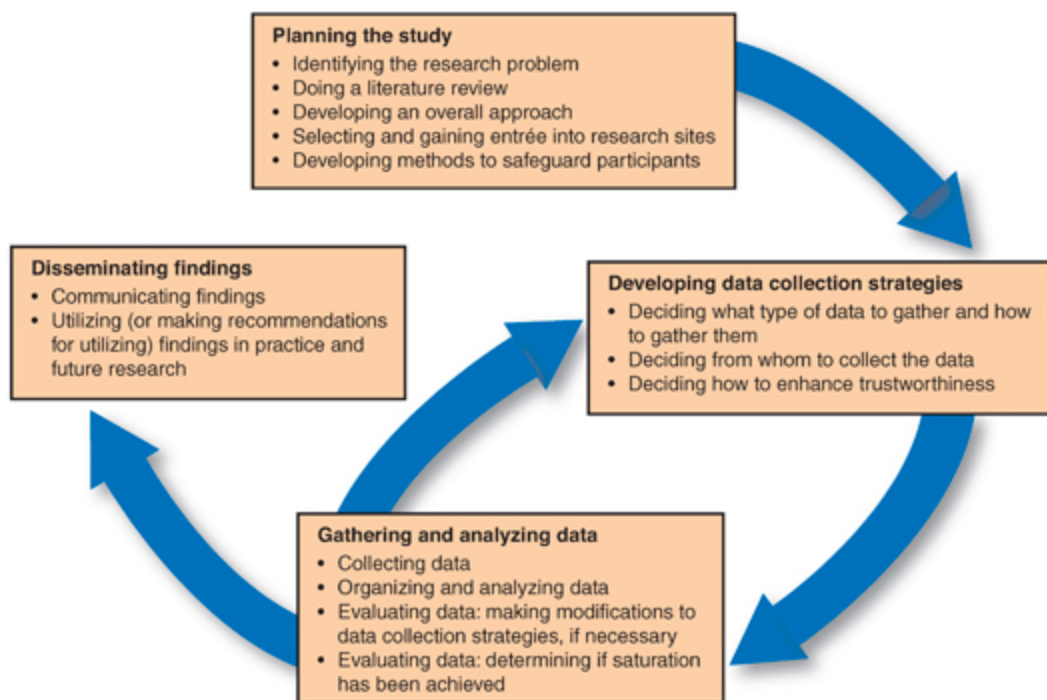 Planning the study
• Identifying the research problem
• Doing a literature review
• Developing an overall approach
• Selecting and gaining entrée into research sites
• Developing methods to safeguard participants
Disseminating findings
• Communicating findings
• Utilizing (or making recommendations
for utilizing) findings in practice and
future research
Developing data collection strategies
• Deciding what type of data to gather and how
to gather them
• Deciding from whom to collect the data
• Deciding how to enhance trustworthiness
Gathering and analyzing data
• Collecting data
• Organizing and analyzing data
• Evaluating data: making modifications to
data collection strategies, if necessary
• Evaluating data: determining if saturation
has been achieved